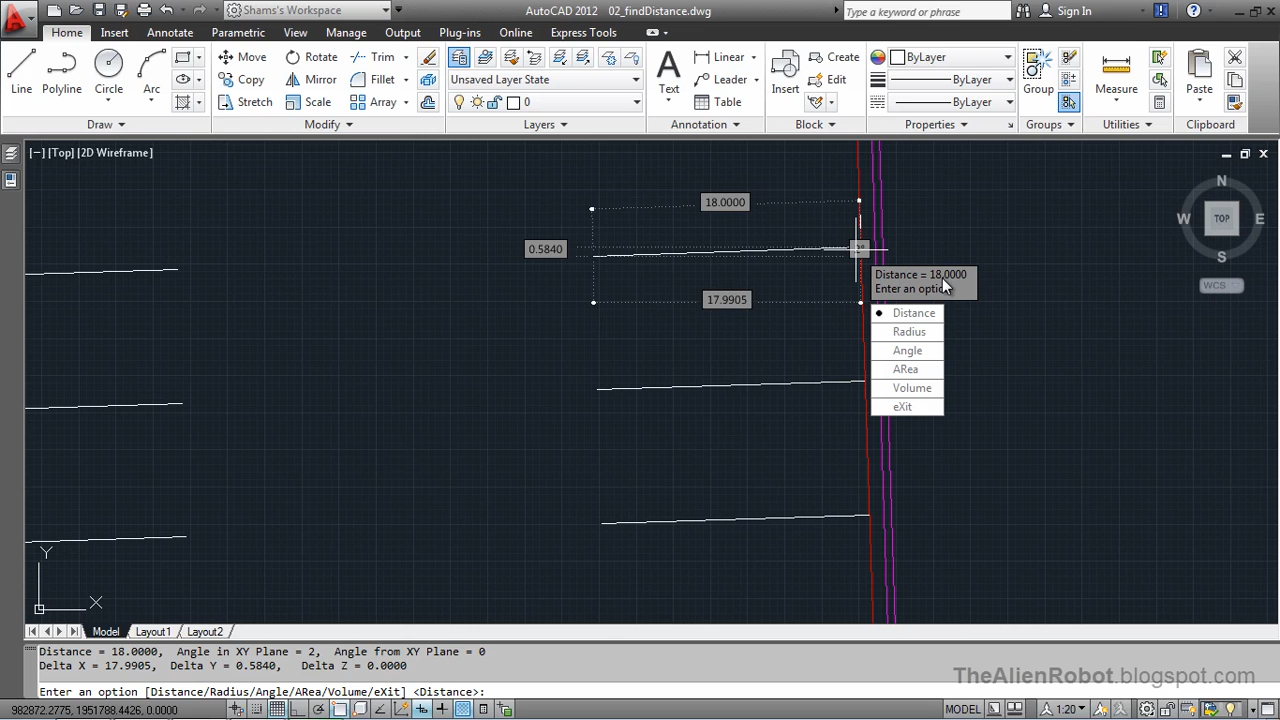 Shams's Workspace
AutoCAD 2012 02_findDistance.dwg
Type a keyword or phrase
Sign In
Home Insert Annotate Parametric View Manage Output Plug-ins Online Express Tools
Line Polyline Circle Arc
Move Rotate Trim
Copy Mirror Fillet
Stretch Scale Array
Unsaved Layer State
0
Text
Linear
Leader
Table
Insert
Create
Edit
ByLayer
ByLayer
ByLayer
Group
Measure
Paste
Draw Modify Layers Annotation Block Properties Groups Utilities Clipboard
[−] [Top] [2D Wireframe]
N
W TOP E
S
WCS
18.0000
0.5840
17.9905
Distance = 18.0000
Enter an option
Distance
Radius
Angle
ARea
Volume
eXit
Y
X
Model Layout1 Layout2
Distance = 18.0000, Angle in XY Plane = 2, Angle from XY Plane = 0
Delta X = 17.9905, Delta Y = 0.5840, Delta Z = 0.0000
Enter an option [Distance/Radius/Angle/ARea/Volume/eXit] <Distance>:
TheAlienRobot.blogspot.com
982872.2775, 1951788.4426, 0.0000
MODEL
1:20